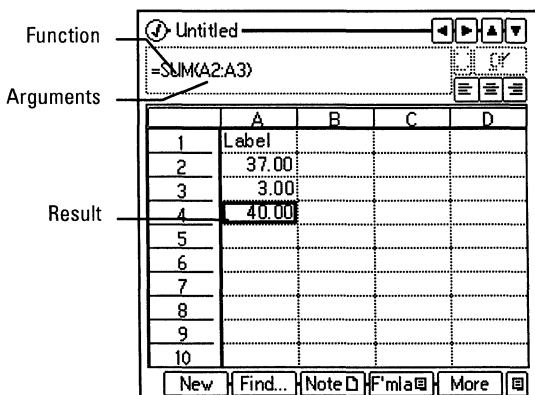 Function
Arguments
Result
Untitled
=SUM(A2:A3)
A B C D
1 Label
2 37.00
3 3.00
4 40.00
5
6
7
8
9
10
New Find... Note F'mla More